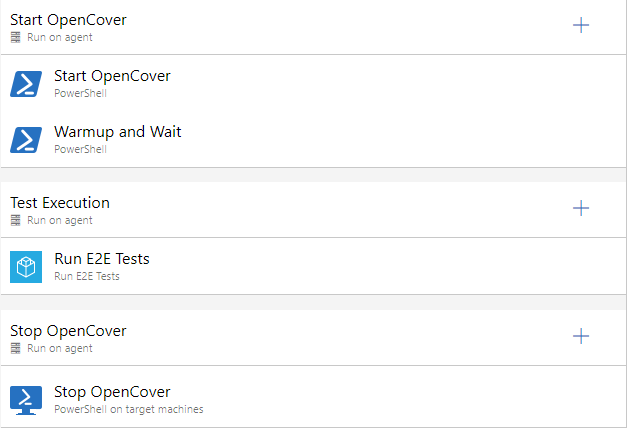 Start OpenCover
Run on agent
Start OpenCover
PowerShell
Warmup and Wait
PowerShell
Test Execution
Run on agent
Run E2E Tests
Run E2E Tests
Stop OpenCover
Run on agent
Stop OpenCover
PowerShell on target machines